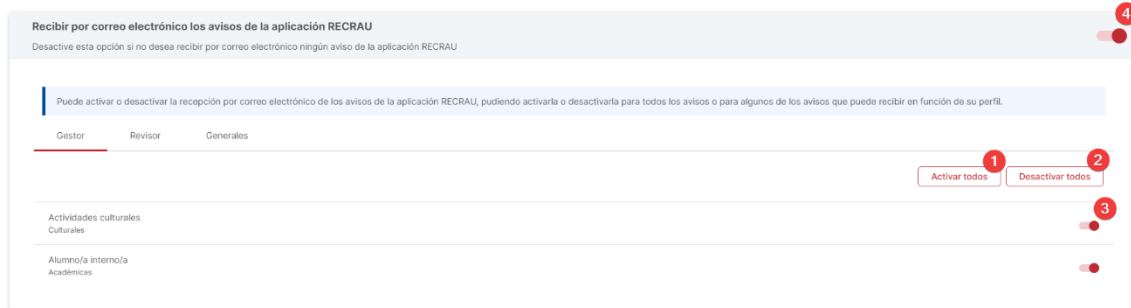 4
Recibir por correo electrónico los avisos de la aplicación RECRAU
Desactive esta opción si no desea recibir por correo electrónico ningún aviso de la aplicación RECRAU
Puede activar o desactivar la recepción por correo electrónico de los avisos de la aplicación RECRAU, pudiendo activarla o desactivarla para todos los avisos o para algunos de los avisos que puede recibir en función de su perfil.
Gestor Revisor Generales
1 2
Activar todos Desactivar todos
3
Actividades culturales
Culturales
Alumno/a interno/a
Académicas